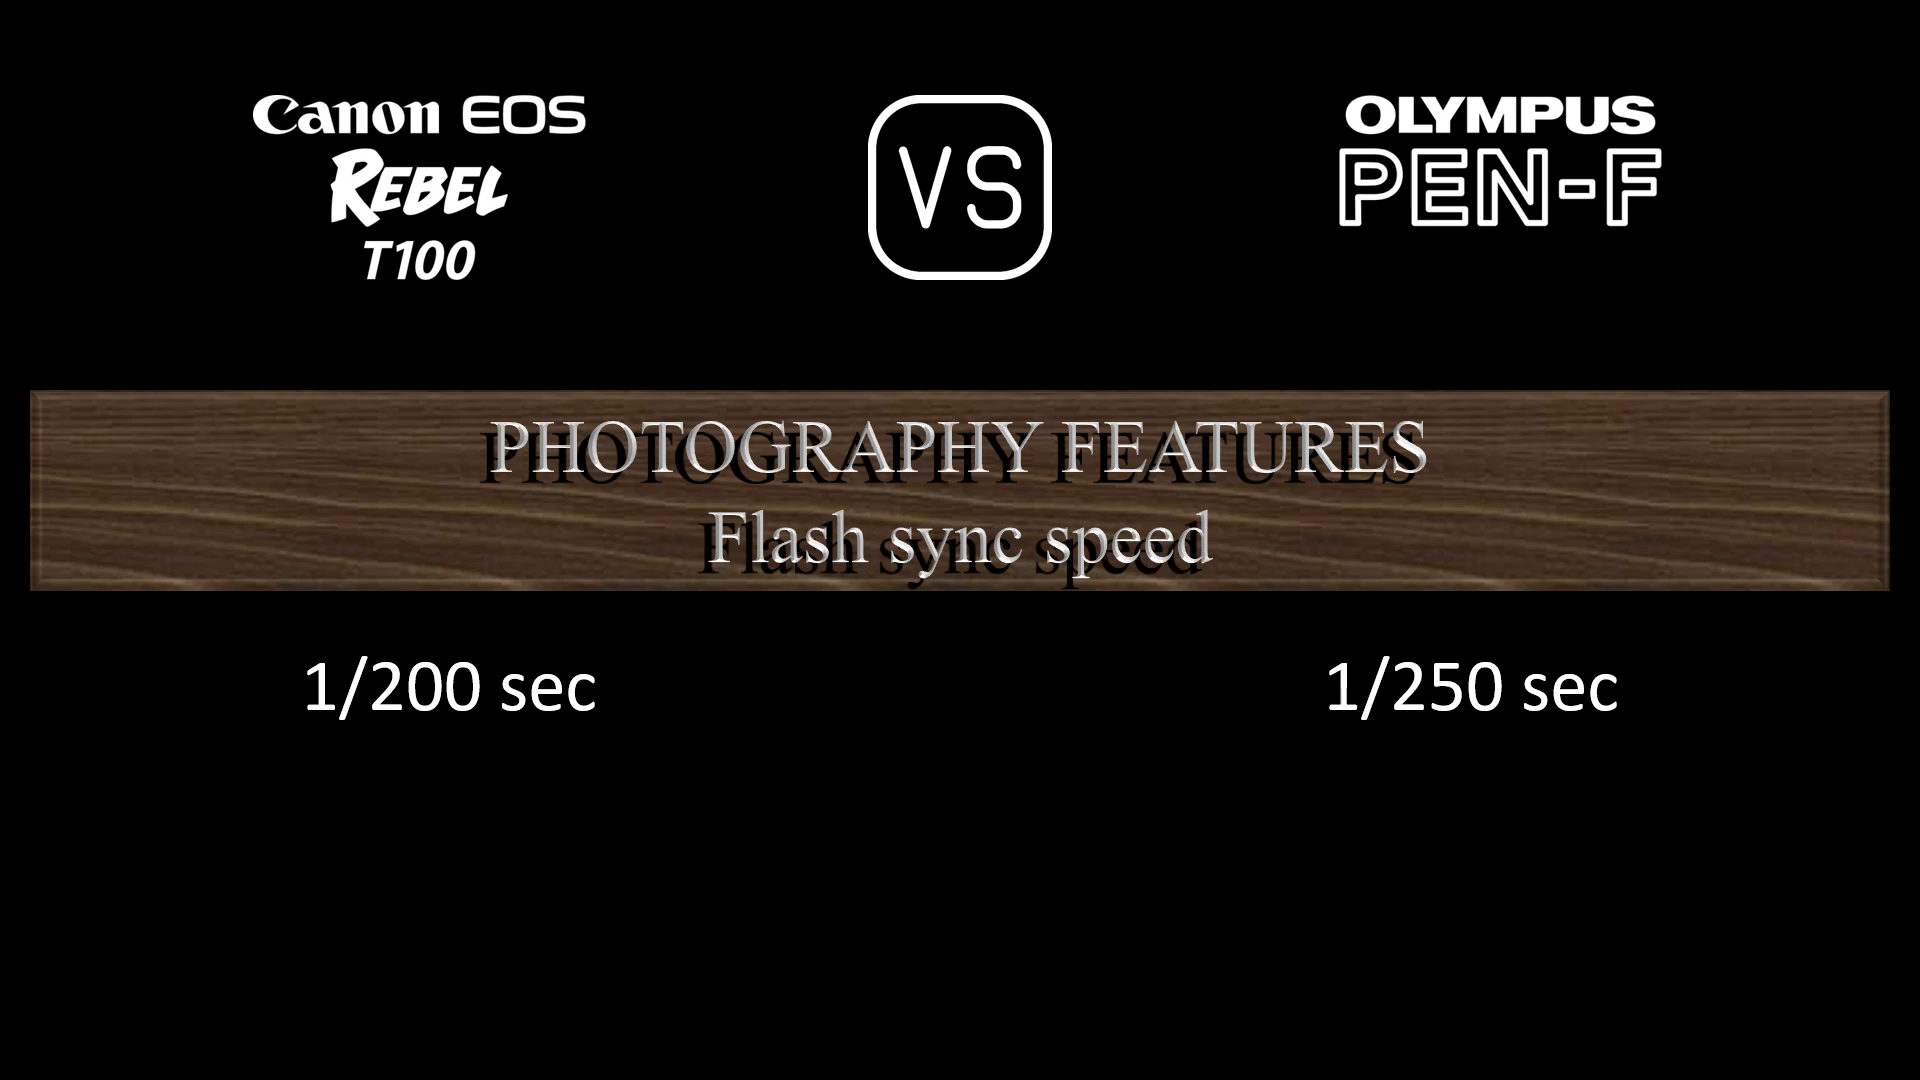 Canon EOS
REBEL
T100
VS
OLYMPUS
PEN-F
PHOTOGRAPHY FEATURES
Flash sync speed
1/200 sec
1/250 sec